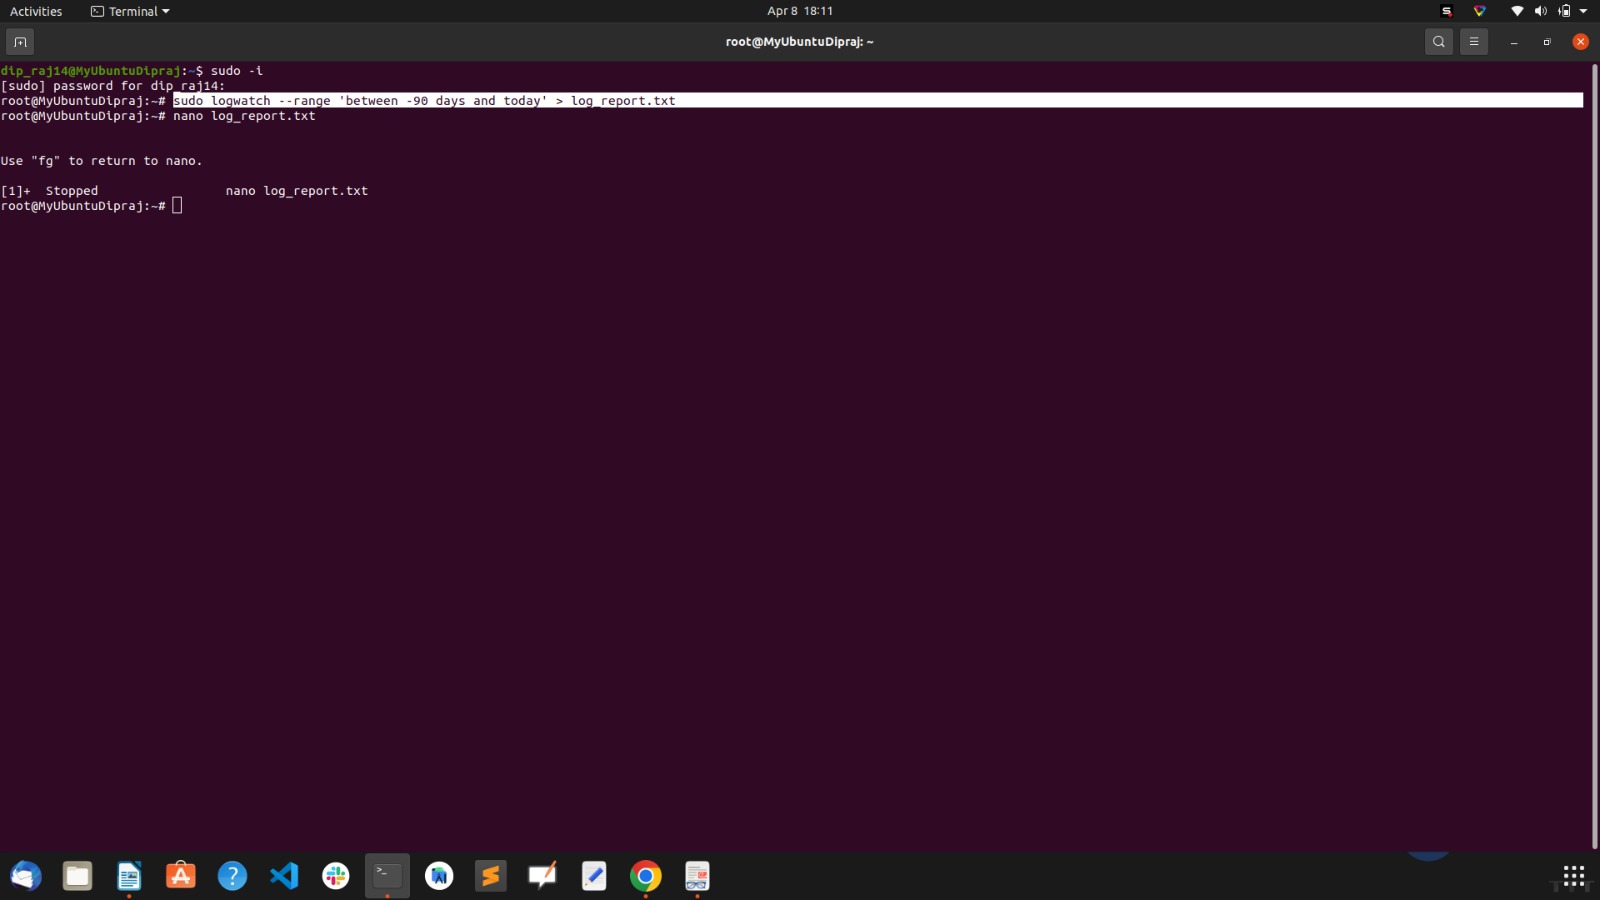 Activities Terminal Apr 8 18:11
root@MyUbuntuDipraj: ~
dip_raj14@MyUbuntuDipraj:~$ sudo -i
[sudo] password for dip_raj14:
root@MyUbuntuDipraj:~# sudo logwatch --range 'between -90 days and today' > log_report.txt
root@MyUbuntuDipraj:~# nano log_report.txt
Use "fg" to return to nano.
[1]+  Stopped                 nano log_report.txt
root@MyUbuntuDipraj:~#